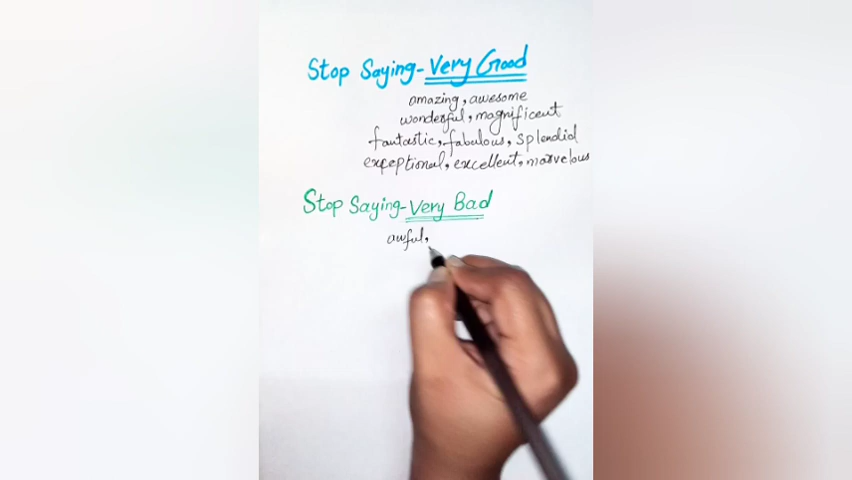 Stop Saying-Very Good
amazing, awesome
wonderful, magnificent
fantastic, fabulous, splendid
exceptional, excellent, marvelous
Stop Saying-Very Bad
awful,